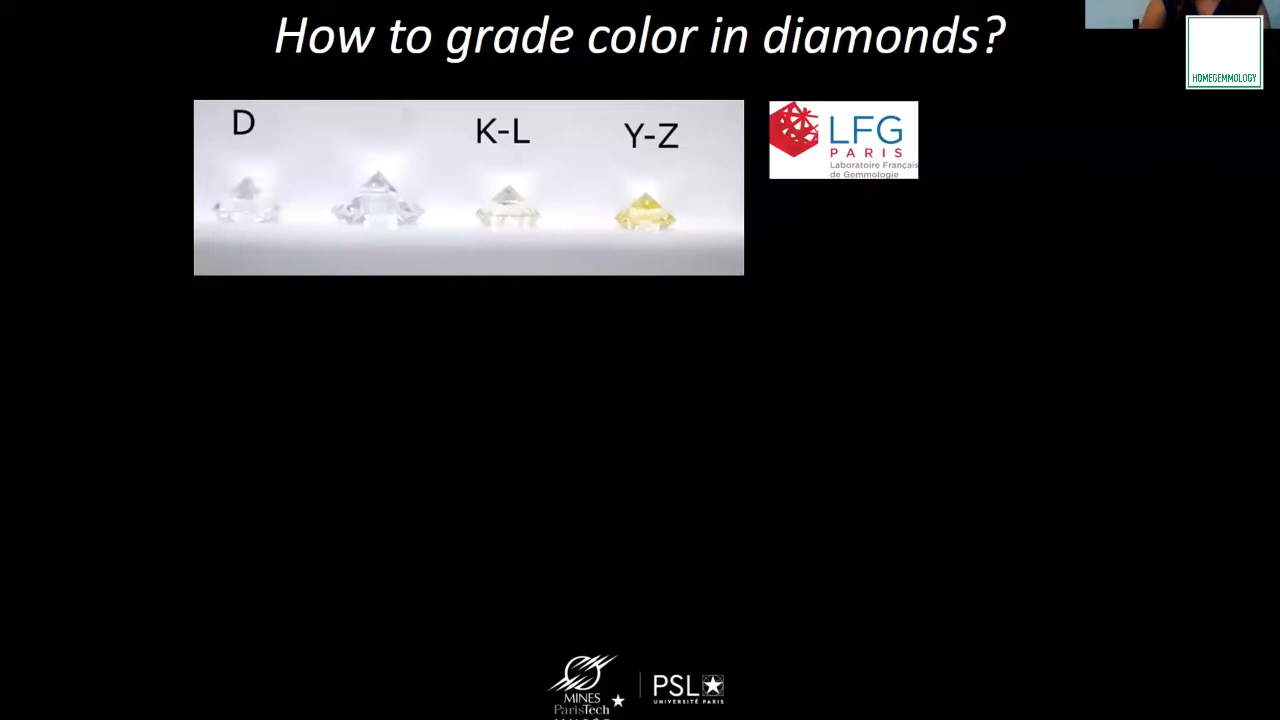 How to grade color in diamonds?
HOMEGEMMOLOGY
D
K-L
Y-Z
LFG
PARIS
Laboratoire Français
de Gemmologie
MINES
ParisTech
PSL
UNIVERSITÉ PARIS